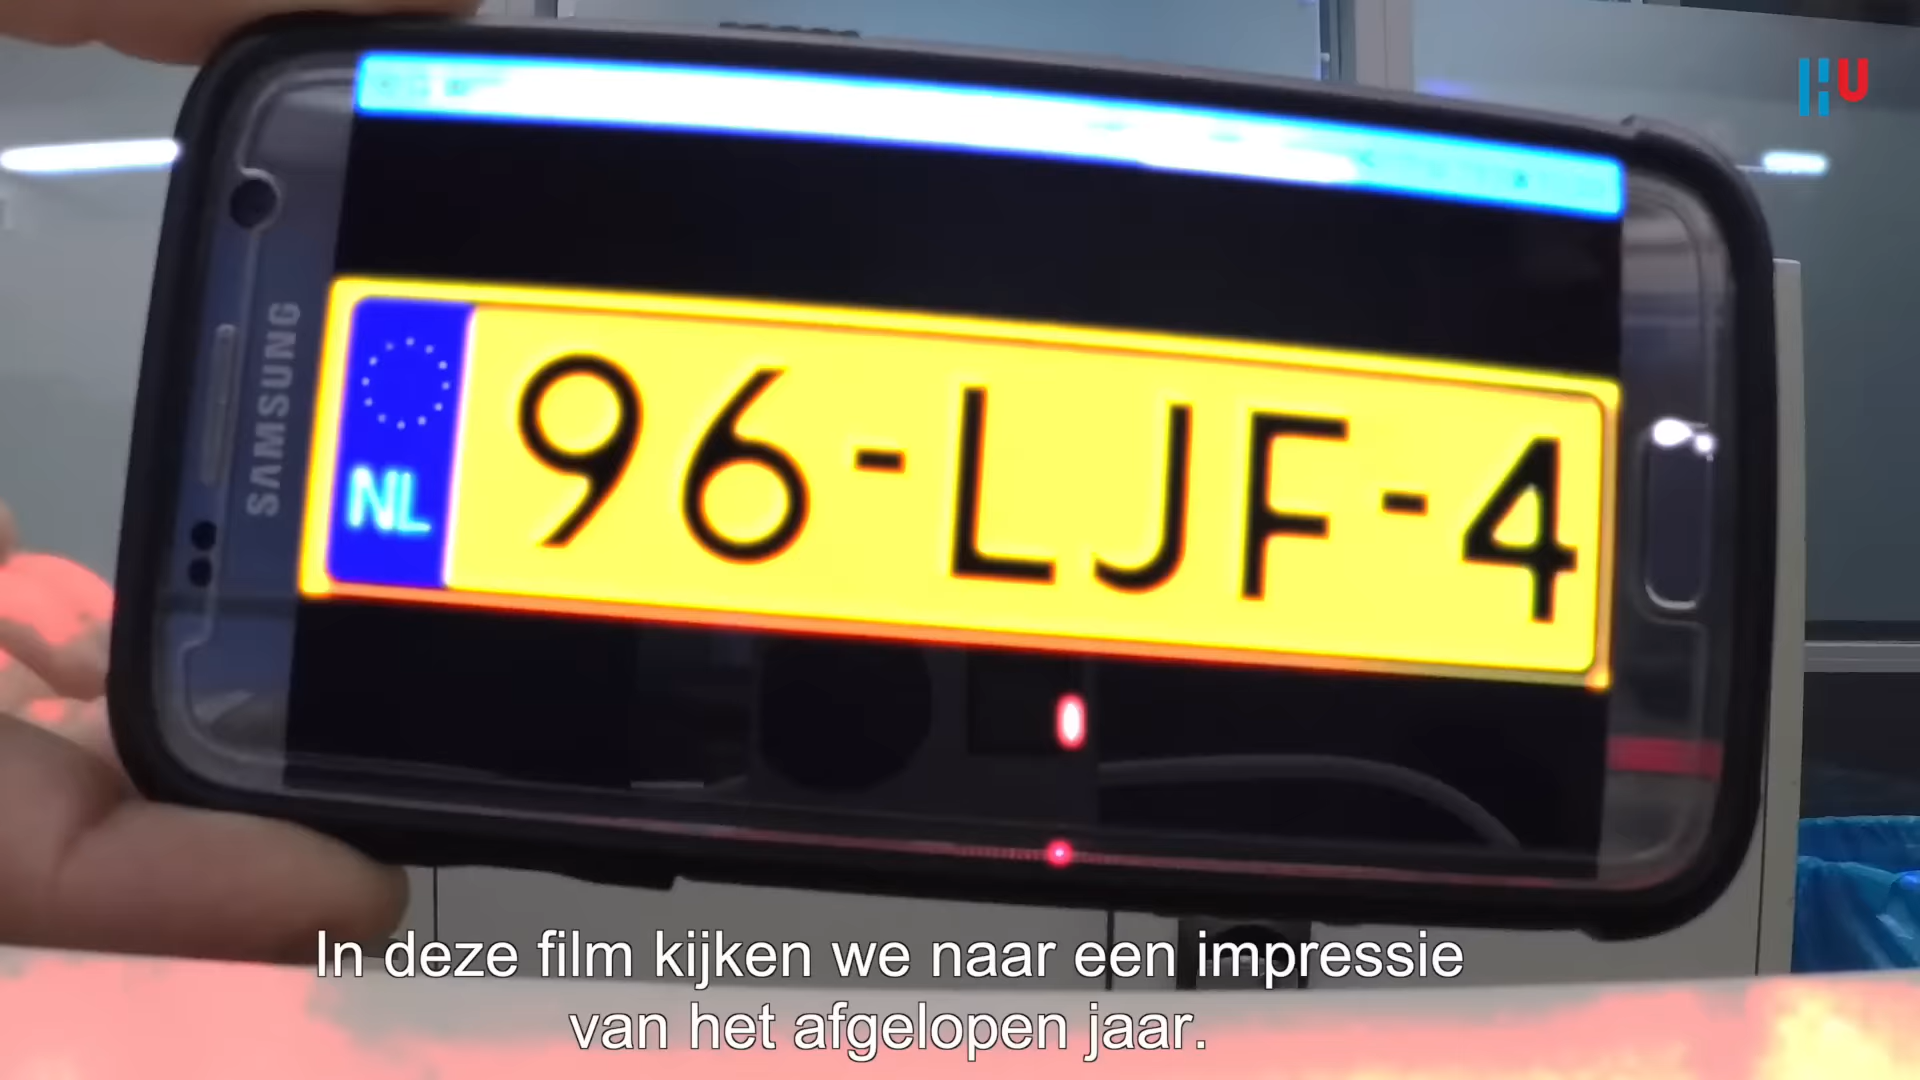 HU
SAMSUNG
NL
96-LJF-4
In deze film kijken we naar een impressie
van het afgelopen jaar.